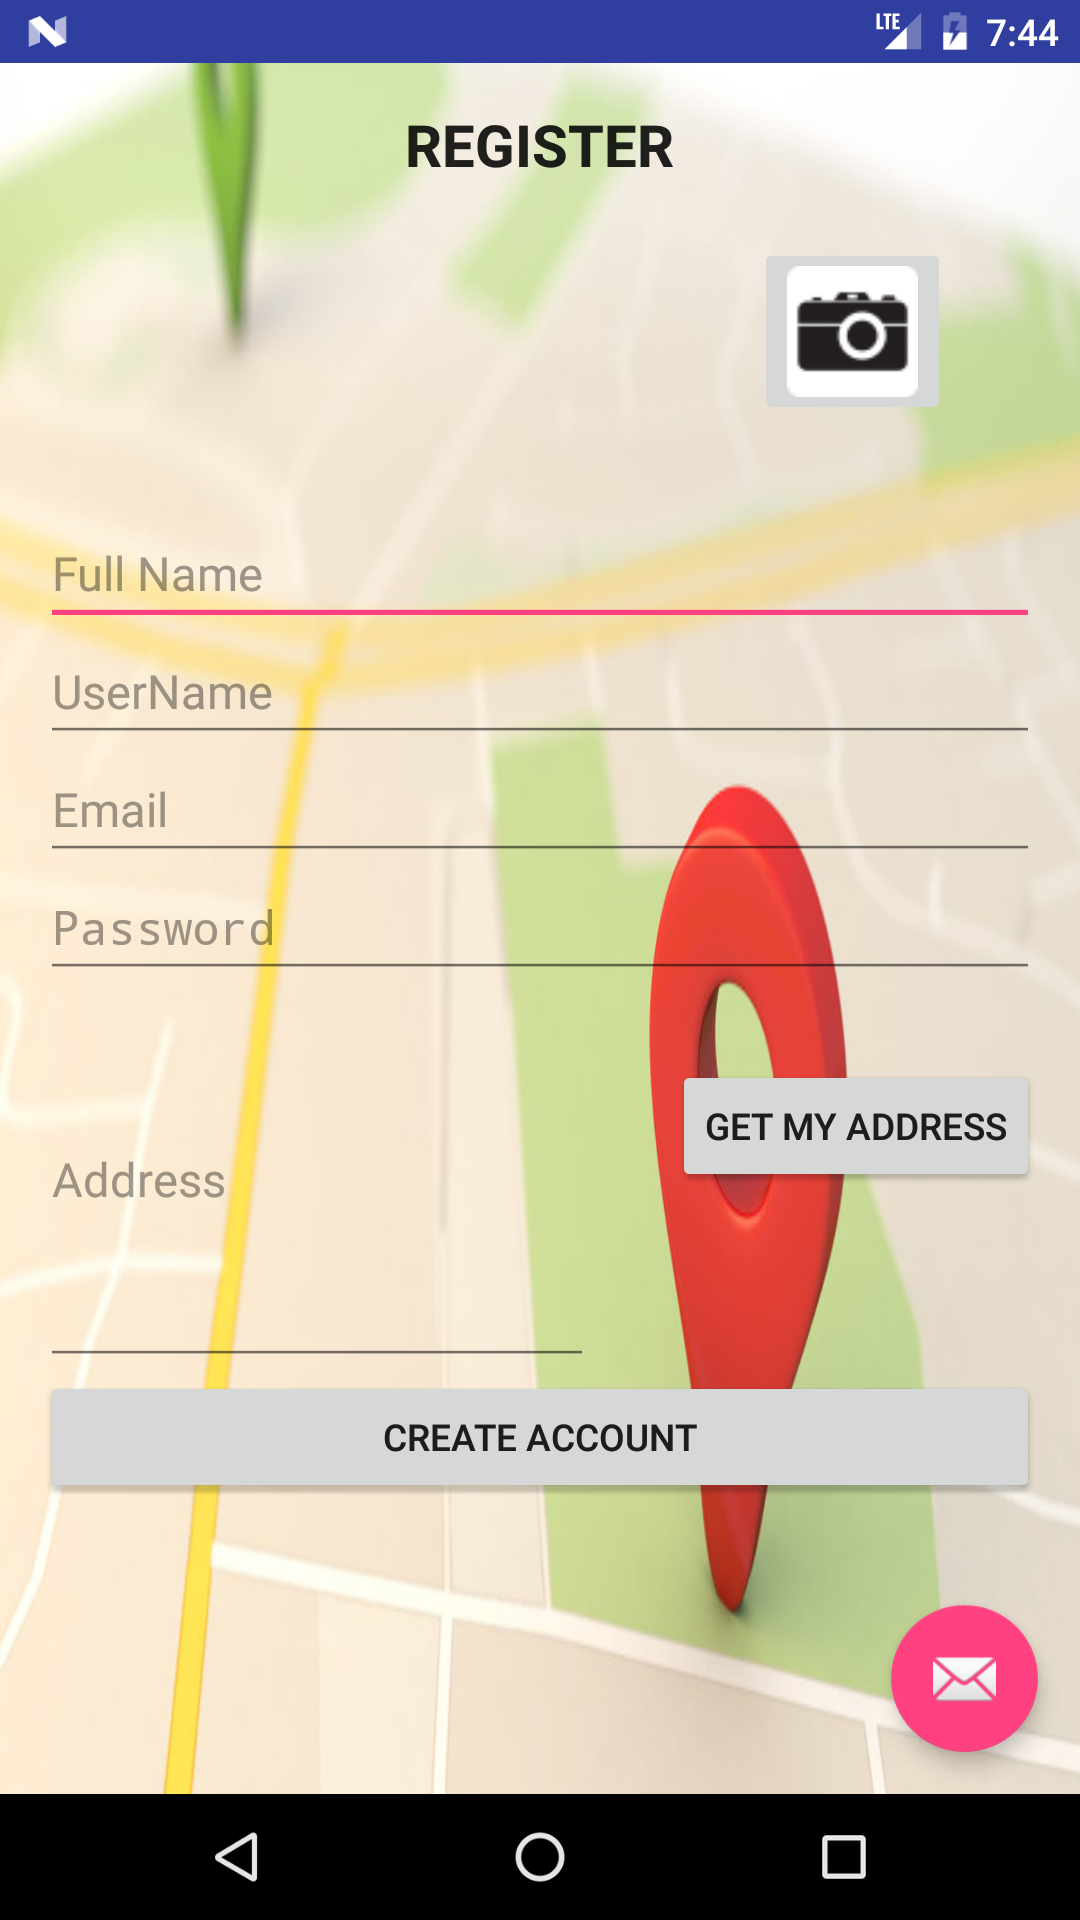 LTE 7:44
REGISTER
Full Name
UserName
Email
Password
GET MY ADDRESS
Address
CREATE ACCOUNT